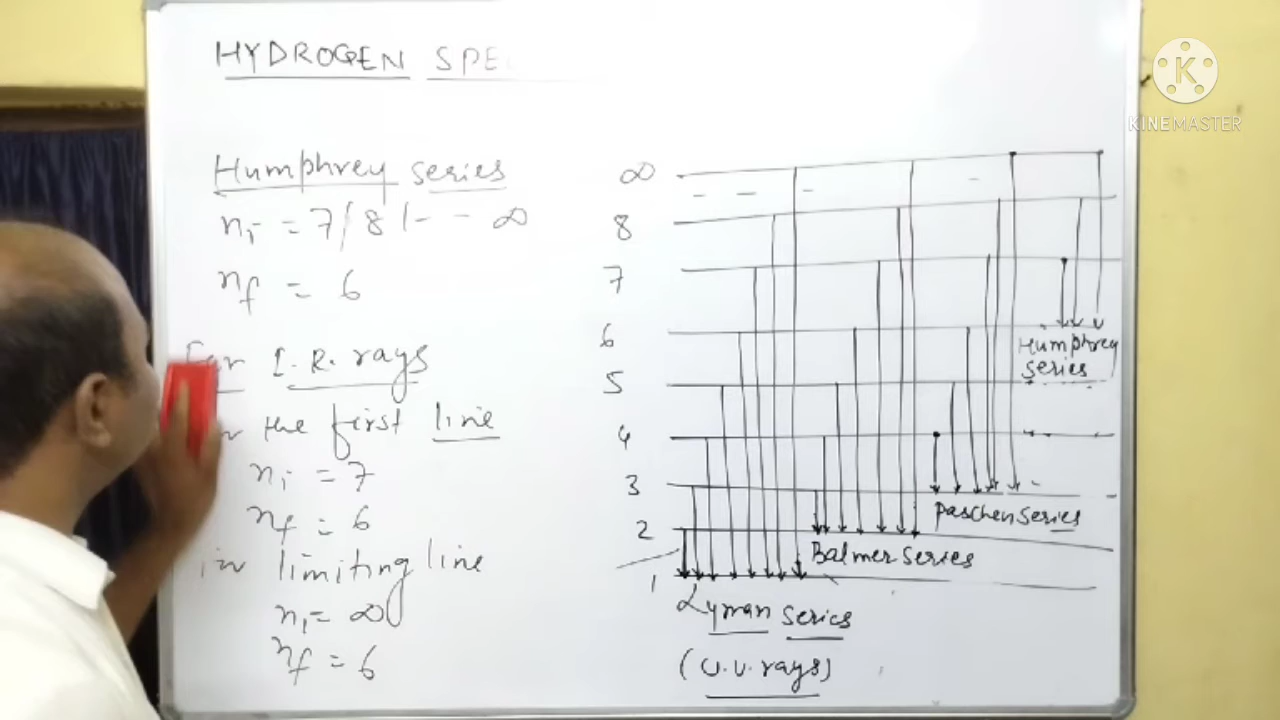 HYDROGEN SPE
Humphrey series
ni = 7/8/-- ∞
nf = 6
For I.R. rays
the first line
ni = 7
nf = 6
in limiting line
ni = ∞
nf = 6
∞
8
7
6
5
4
3
2
1
Humphrey
series
Paschen series
Balmer series
Lyman series
(U.V. rays)
K
KINEMASTER